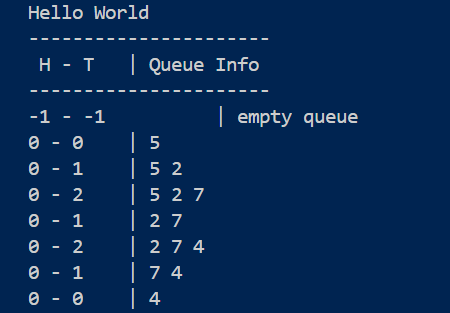 Hello World
-----------------------
 H - T   | Queue Info
-----------------------
-1 - -1         | empty queue
0 - 0    | 5
0 - 1    | 5 2
0 - 2    | 5 2 7
0 - 1    | 2 7
0 - 2    | 2 7 4
0 - 1    | 7 4
0 - 0    | 4